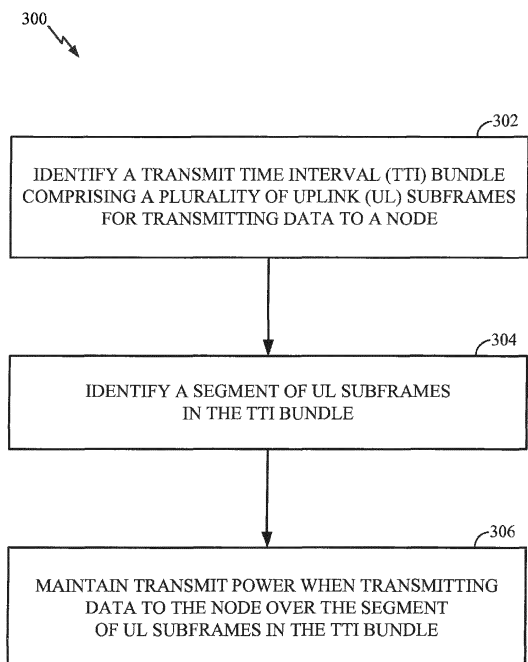 300
302
IDENTIFY A TRANSMIT TIME INTERVAL (TTI) BUNDLE
COMPRISING A PLURALITY OF UPLINK (UL) SUBFRAMES
FOR TRANSMITTING DATA TO A NODE
304
IDENTIFY A SEGMENT OF UL SUBFRAMES
IN THE TTI BUNDLE
306
MAINTAIN TRANSMIT POWER WHEN TRANSMITTING
DATA TO THE NODE OVER THE SEGMENT
OF UL SUBFRAMES IN THE TTI BUNDLE